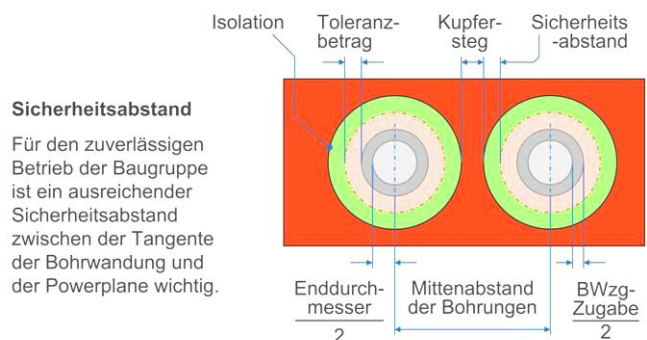 Isolation
Toleranz-
betrag
Kupfer-
steg
Sicherheits
-abstand
Sicherheitsabstand
Für den zuverlässigen
Betrieb der Baugruppe
ist ein ausreichender
Sicherheitsabstand
zwischen der Tangente
der Bohrwandung und
der Powerplane wichtig.
Enddurch-
messer
2
Mittenabstand
der Bohrungen
BWzg-
Zugabe
2